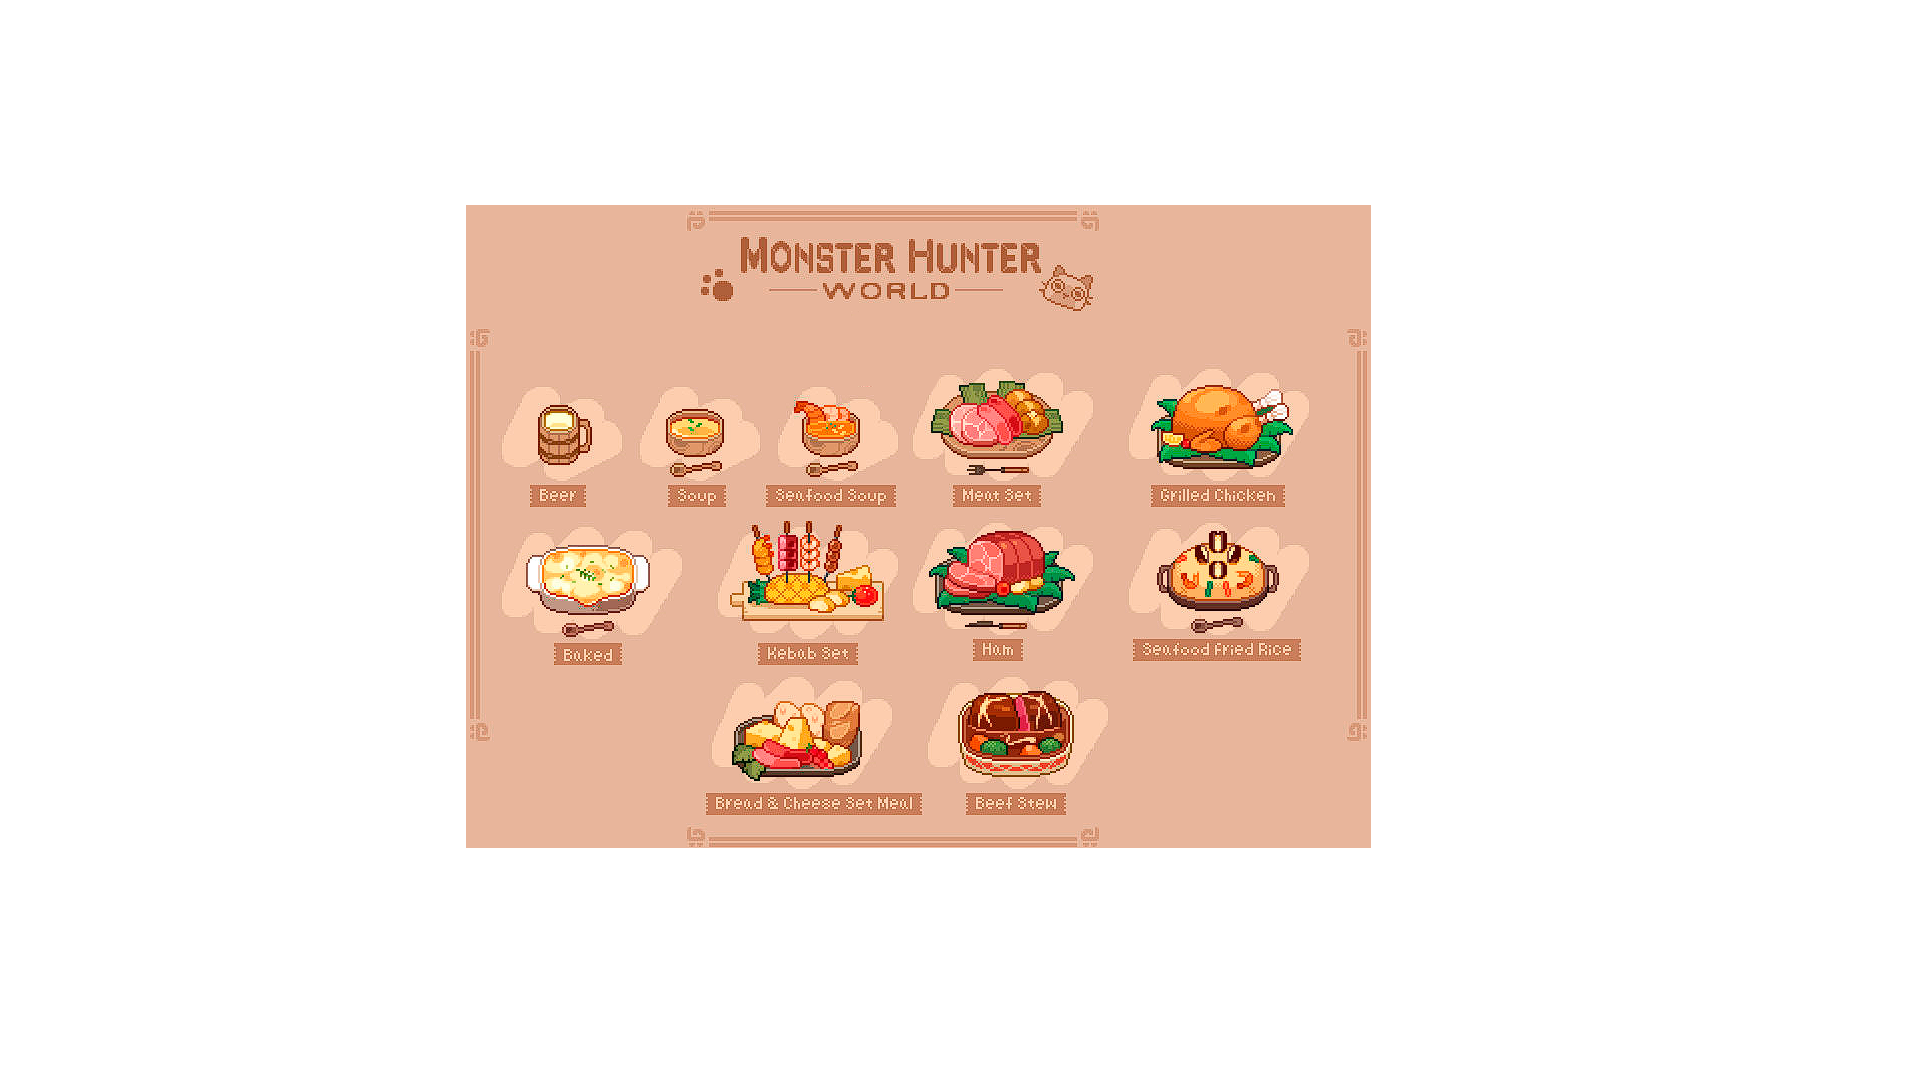 MONSTER HUNTER
WORLD
Beer
Soup
Seafood Soup
Meat Set
Grilled Chicken
Baked
Kebab Set
Ham
Seafood Fried Rice
Bread & Cheese Set Meal
Beef Stew